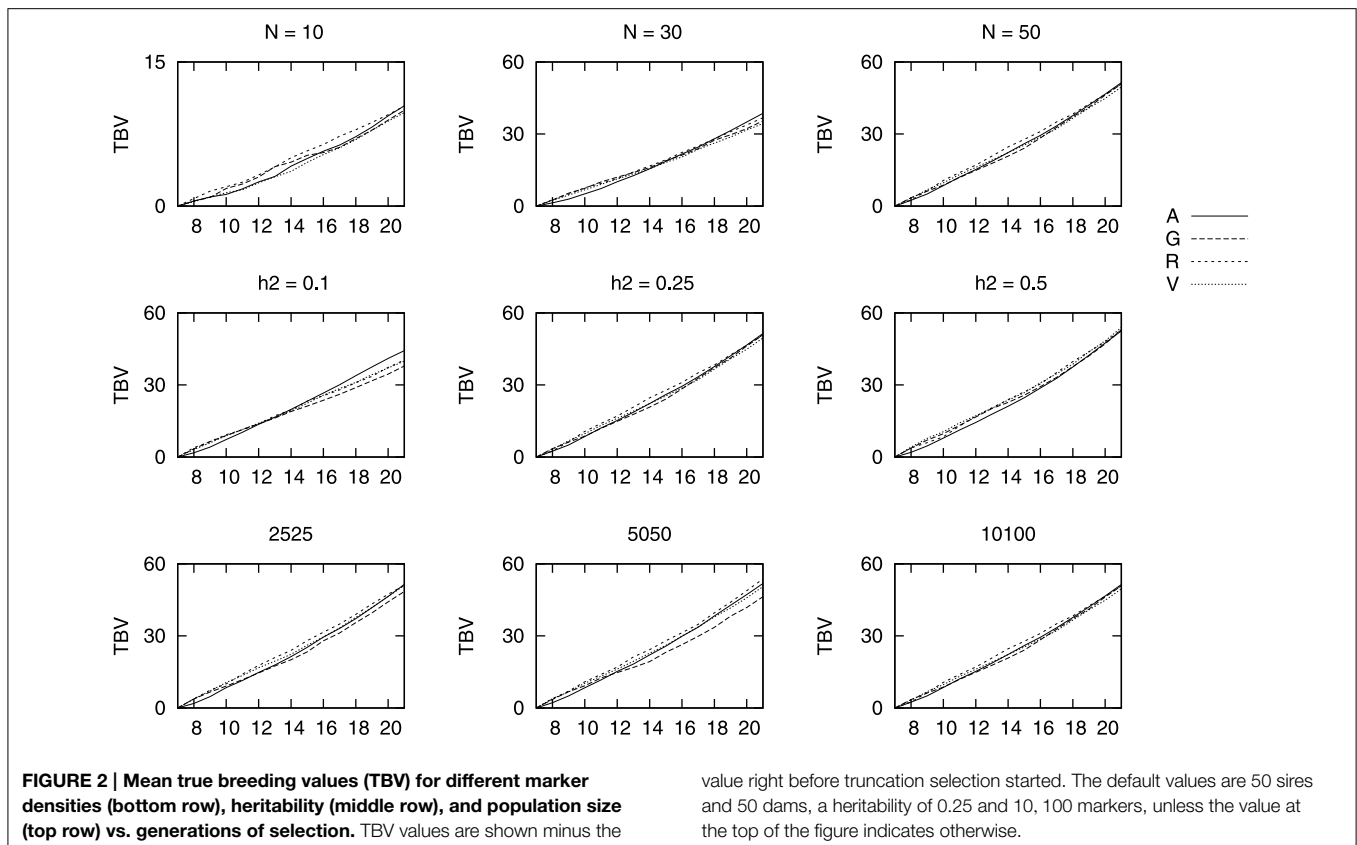 N = 10 N = 30 N = 50
15 60 60
TBV TBV TBV
30 30
0 0 0
8 10 12 14 16 18 20 8 10 12 14 16 18 20 8 10 12 14 16 18 20
A
G
R
V
h2 = 0.1 h2 = 0.25 h2 = 0.5
60 60 60
TBV 30 TBV 30 TBV 30
0 0 0
8 10 12 14 16 18 20 8 10 12 14 16 18 20 8 10 12 14 16 18 20
2525 5050 10100
60 60 60
TBV 30 TBV 30 TBV 30
0 0 0
8 10 12 14 16 18 20 8 10 12 14 16 18 20 8 10 12 14 16 18 20
FIGURE 2 | Mean true breeding values (TBV) for different marker
densities (bottom row), heritability (middle row), and population size
(top row) vs. generations of selection. TBV values are shown minus the
value right before truncation selection started. The default values are 50 sires
and 50 dams, a heritability of 0.25 and 10, 100 markers, unless the value at
the top of the figure indicates otherwise.